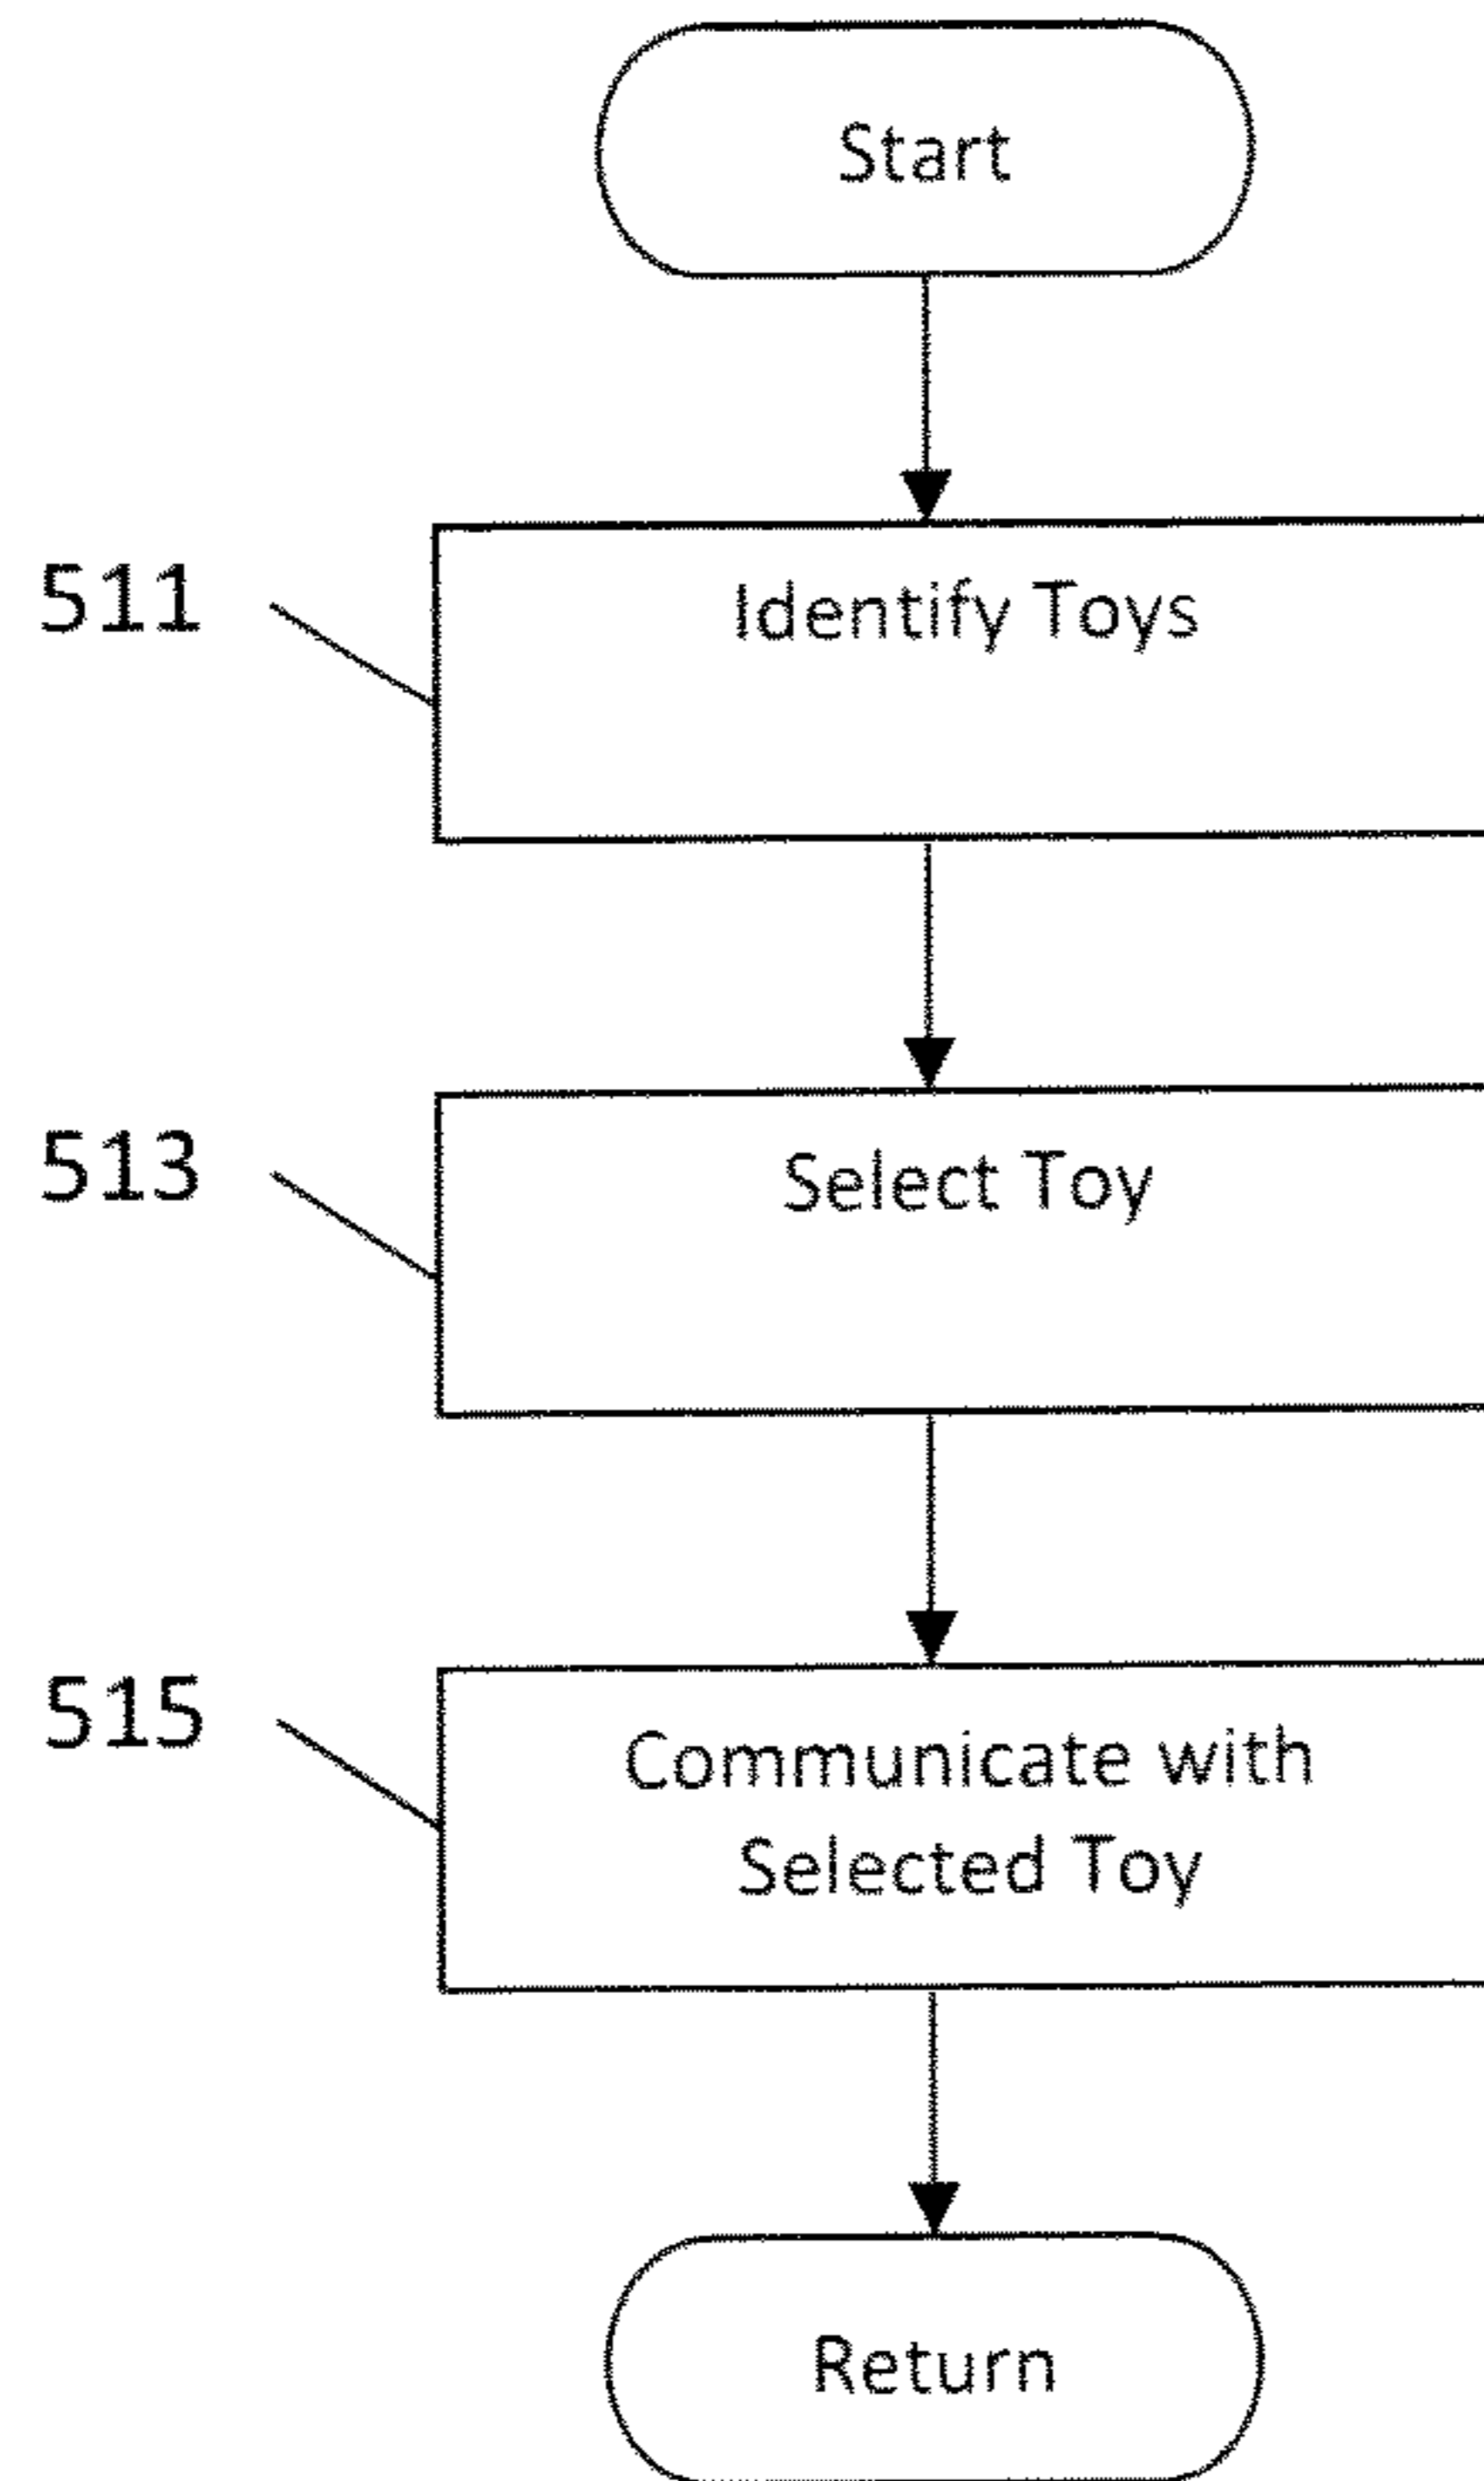 Start
511
Identify Toys
513
Select Toy
515
Communicate with
Selected Toy
Return